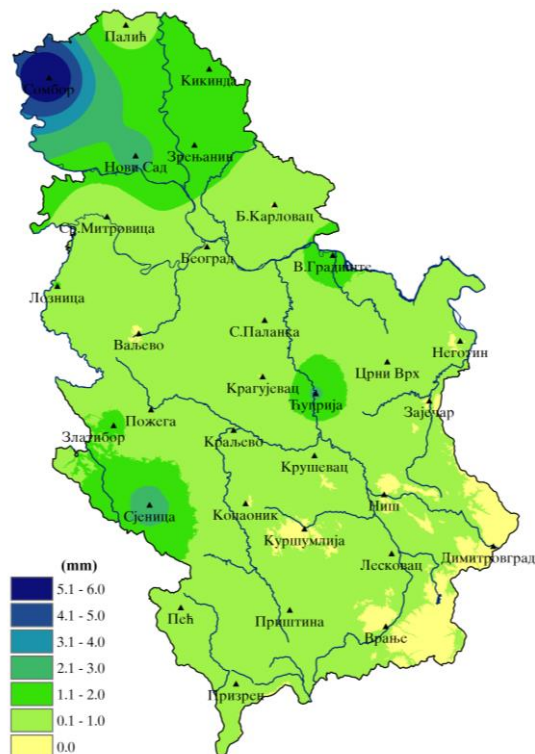 Палић
Кикинда
Сомбор
Зрењанин
Нови Сад
Б.Карловац
Ср.Митровица
Београд
В.Градиште
Лозница
С.Паланка
Ваљево
Неготин
Црни Врх
Крагујевац
Ћуприја
Зајечар
Пожега
Златибор
Краљево
Крушевац
Ниш
Сјеница
Копаоник
Куршумлија
Лесковац
Димитровград
(mm)
5.1 - 6.0
4.1 - 5.0
3.1 - 4.0
2.1 - 3.0
1.1 - 2.0
0.1 - 1.0
0.0
Пећ
Приштина
Врање
Призрен